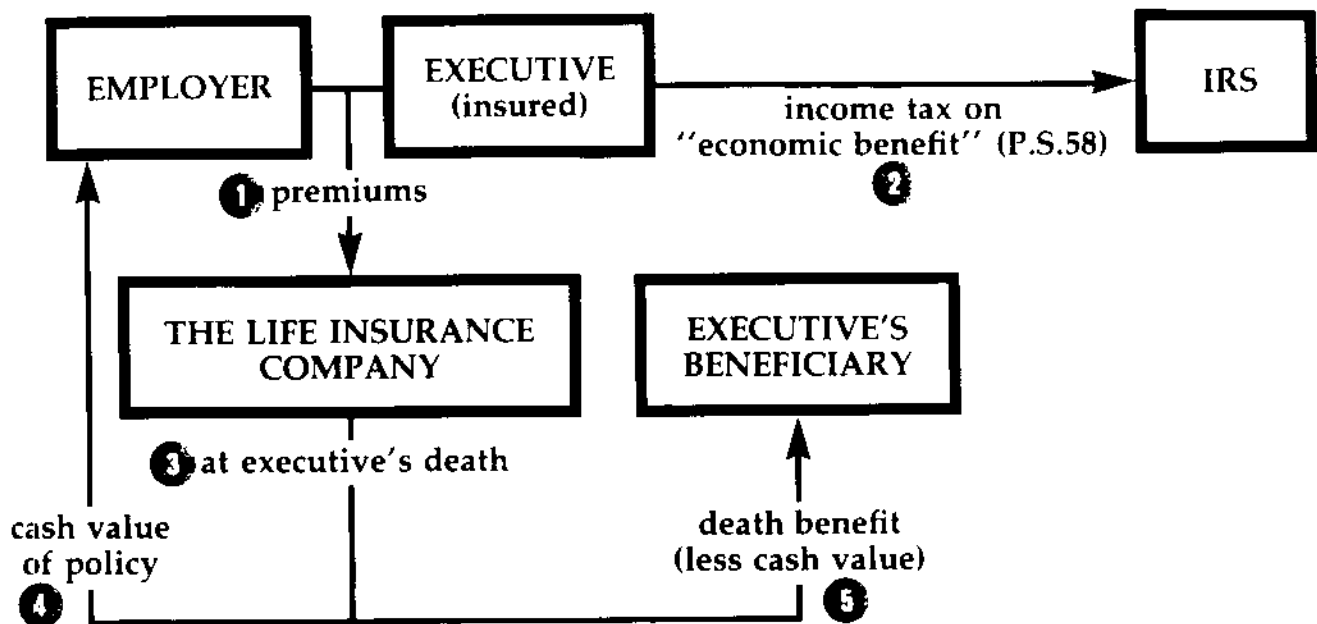 EMPLOYER
EXECUTIVE
(insured)
IRS
income tax on
"economic benefit" (P.S.58)
2
1 premiums
THE LIFE INSURANCE
COMPANY
EXECUTIVE'S
BENEFICIARY
3 at executive's death
cash value
of policy
4
death benefit
(less cash value)
5